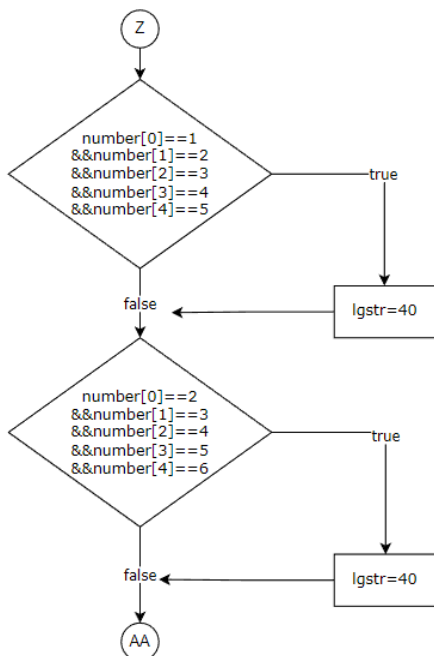 Z
number[0]==1
&&number[1]==2
&&number[2]==3
&&number[3]==4
&&number[4]==5
true
false
lgstr=40
number[0]==2
&&number[1]==3
&&number[2]==4
&&number[3]==5
&&number[4]==6
true
false
lgstr=40
AA